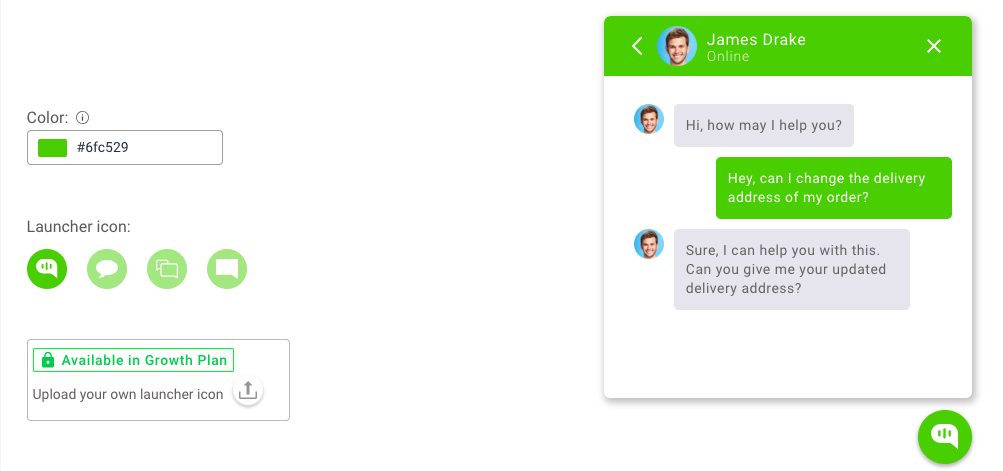 Color:
#6fc529
Launcher icon:
Available in Growth Plan
Upload your own launcher icon
James Drake
Online
Hi, how may I help you?
Hey, can I change the delivery
address of my order?
Sure, I can help you with this.
Can you give me your updated
delivery address?